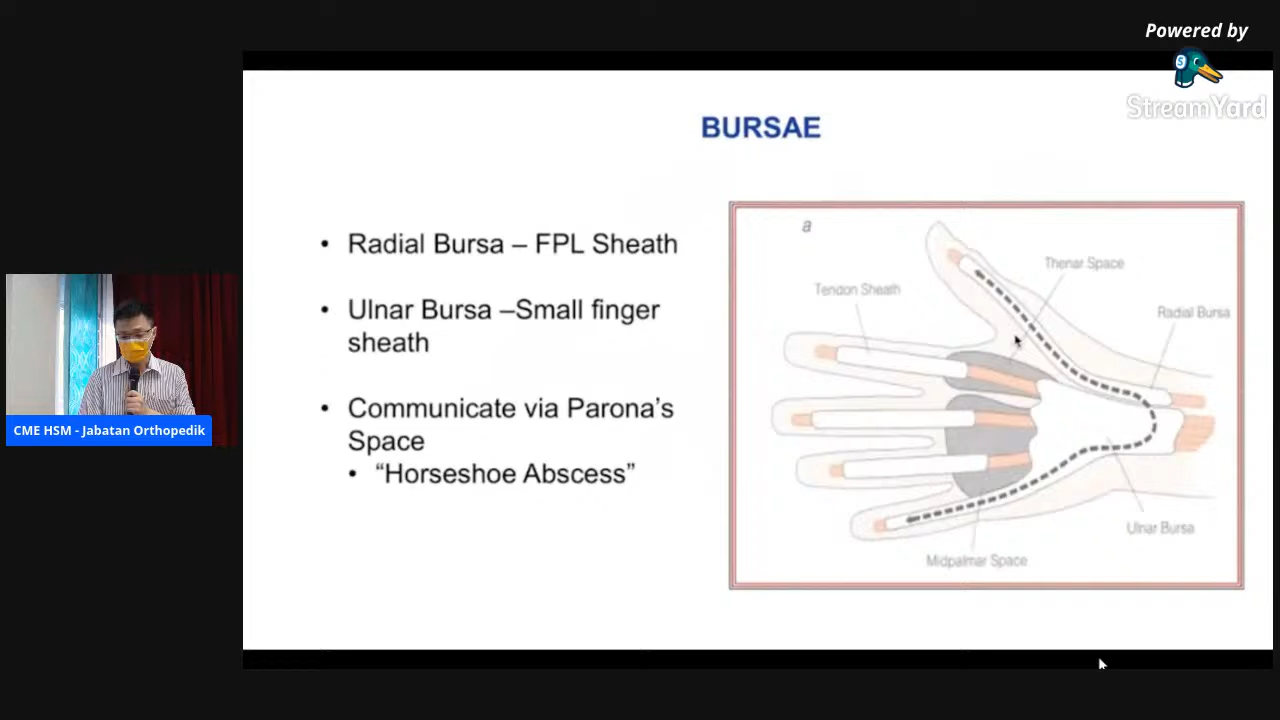 Powered by
StreamYard
BURSAE
• Radial Bursa – FPL Sheath
• Ulnar Bursa –Small finger
sheath
• Communicate via Parona’s
Space
• “Horseshoe Abscess”
a
Thenar Space
Tendon Sheath
Radial Bursa
Ulnar Bursa
Midpalmar Space
CME HSM - Jabatan Orthopedik